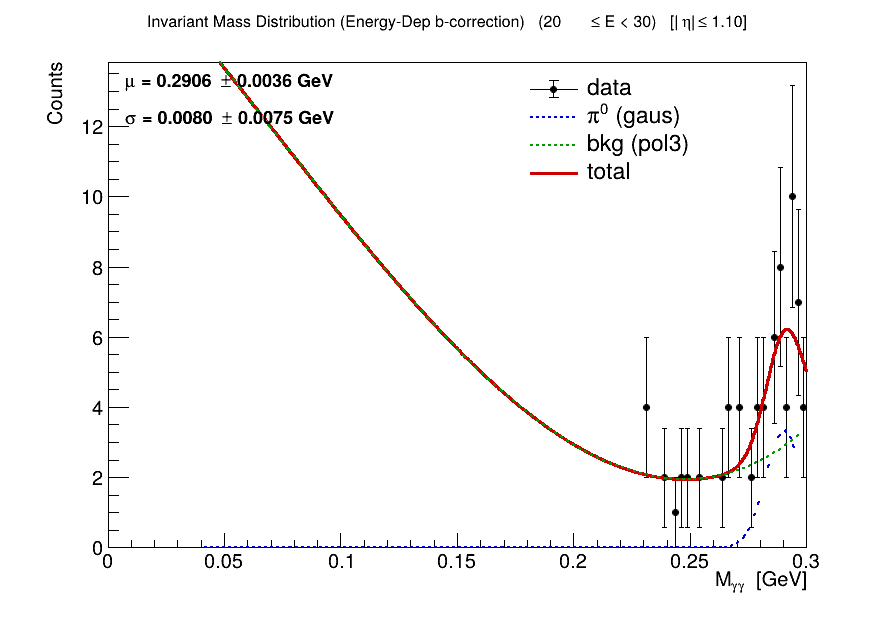 Invariant Mass Distribution (Energy-Dep b-correction) (20 ≤ E < 30) [|η|≤ 1.10]
Counts
μ = 0.2906 ±0.0036 GeV
σ = 0.0080 ±0.0075 GeV
data
π⁰ (gaus)
bkg (pol3)
total
12
10
8
6
4
2
0
0 0.05 0.1 0.15 0.2 0.25 0.3
Mγγ [GeV]